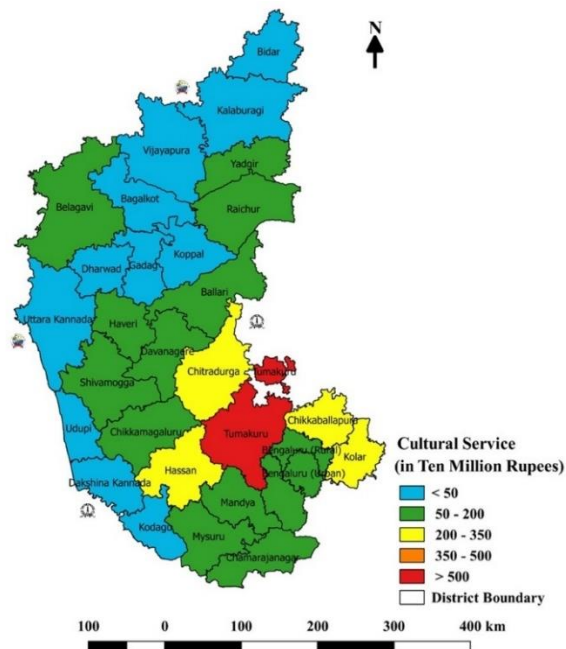 N
Bidar
Kalaburagi
Vijayapura
Yadgir
Belagavi
Bagalkot
Raichur
Koppal
Dharwad
Gadag
Ballari
Uttara Kannada
Haveri
Davanagere
Chitradurga
Tumakuru
Shivamogga
Chikkaballapura
Udupi
Chikkamagaluru
Tumakuru
Bengaluru (Rural)
Kolar
Hassan
Bengaluru (Urban)
Dakshina Kannada
Mandya
Kodagu
Mysuru
Chamarajanagar
Cultural Service
(in Ten Million Rupees)
< 50
50 - 200
200 - 350
350 - 500
> 500
District Boundary
100 0 100 200 300 400 km